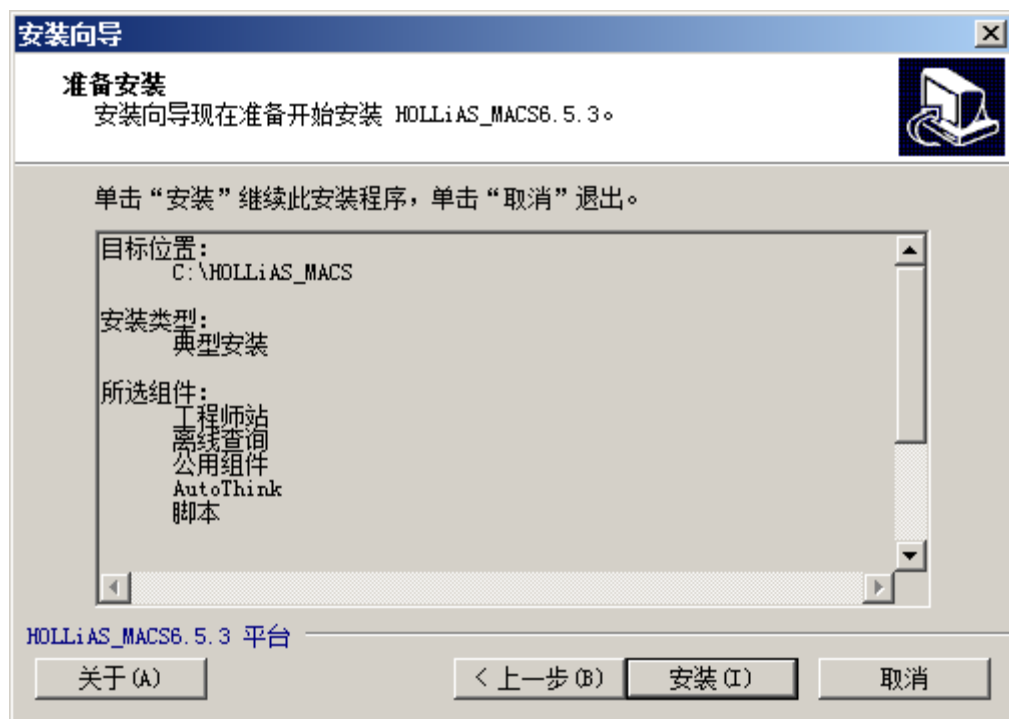 安装向导
准备安装
安装向导现在准备开始安装 HOLLiAS_MACS6.5.3。
单击“安装”继续此安装程序，单击“取消”退出。
目标位置：
C:\HOLLiAS_MACS
安装类型：
典型安装
所选组件：
工程师站
离线查询
公用组件
AutoThink
脚本
HOLLiAS_MACS6.5.3 平台
关于(A)
< 上一步(B)
安装(I)
取消